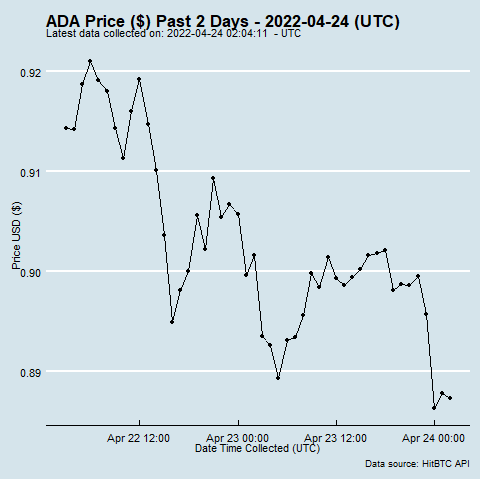 ADA Price ($) Past 2 Days - 2022-04-24 (UTC)
Latest data collected on: 2022-04-24 02:04:11  - UTC
0.92
0.91
0.90
0.89
Price USD ($)
Apr 22 12:00 Apr 23 00:00 Apr 23 12:00 Apr 24 00:00
Date Time Collected (UTC)
Data source: HitBTC API